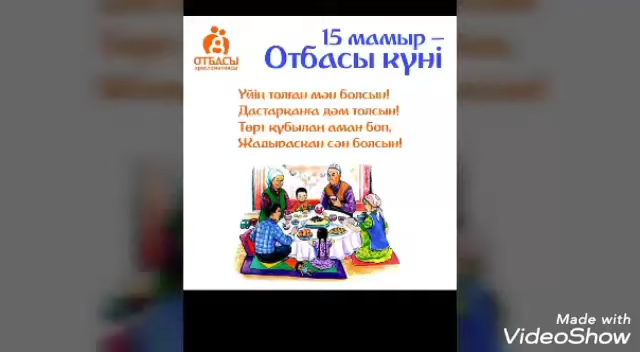 15 мамыр –
Отбасы күні
ОТБАСЫ
Үйің толған мән болсын!
Дастарқанға дәм толсын!
Төрт құбылаң аман боп,
Жадырасқан сән болсын!
Made with
VideoShow